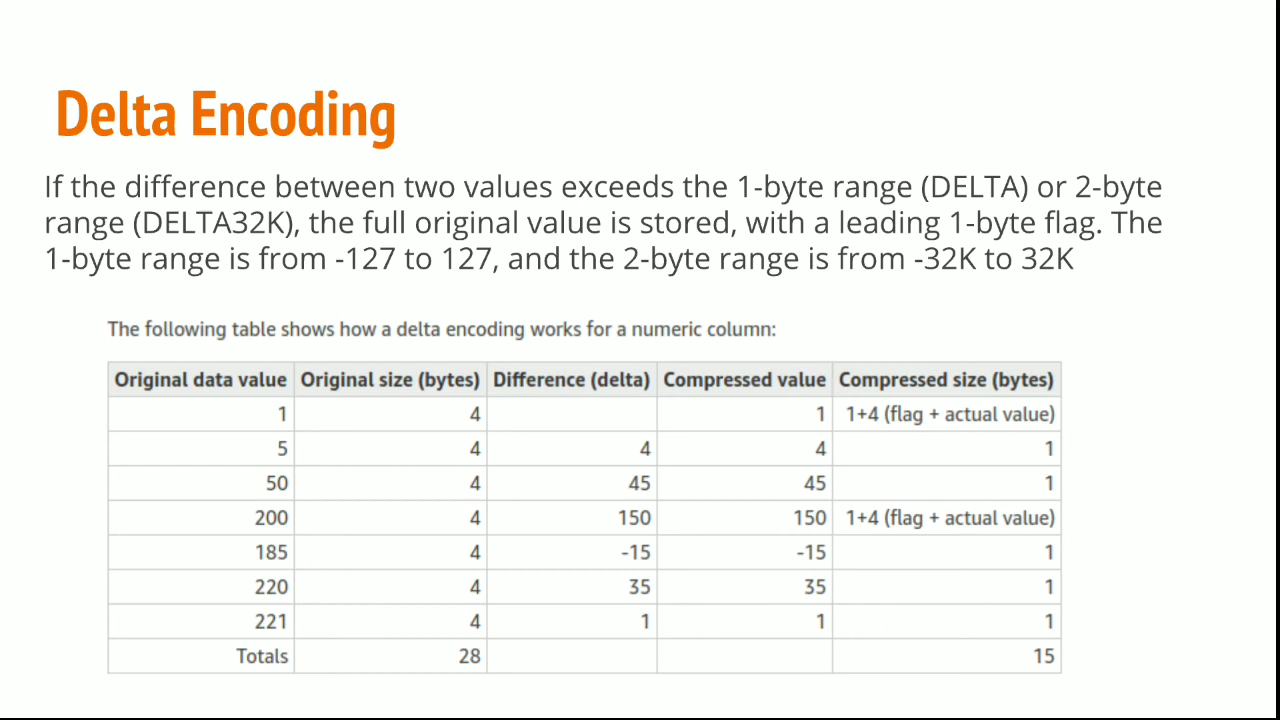 Delta Encoding
If the difference between two values exceeds the 1-byte range (DELTA) or 2-byte
range (DELTA32K), the full original value is stored, with a leading 1-byte flag. The
1-byte range is from -127 to 127, and the 2-byte range is from -32K to 32K
The following table shows how a delta encoding works for a numeric column:
Original data value Original size (bytes) Difference (delta) Compressed value Compressed size (bytes)
1 4 1 1+4 (flag + actual value)
5 4 4 4 1
50 4 45 45 1
200 4 150 150 1+4 (flag + actual value)
185 4 -15 -15 1
220 4 35 35 1
221 4 1 1 1
Totals 28 15